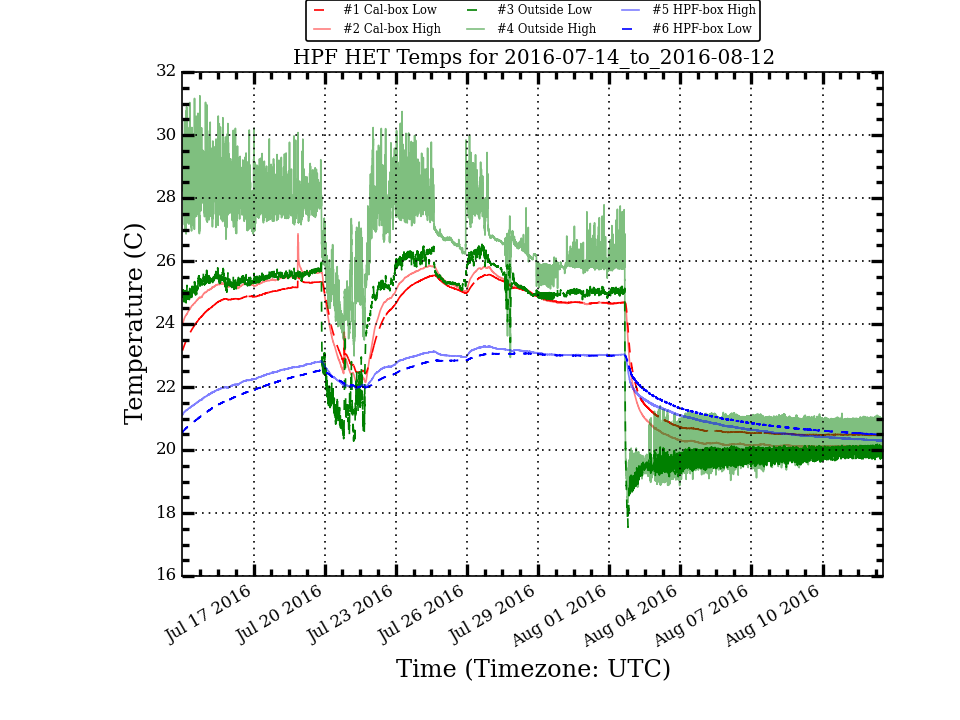 #1 Cal-box Low #3 Outside Low #5 HPF-box High
#2 Cal-box High #4 Outside High #6 HPF-box Low
HPF HET Temps for 2016-07-14_to_2016-08-12
32
30
28
26
24
22
20
18
16
Temperature (C)
Jul 17 2016 Jul 20 2016 Jul 23 2016 Jul 26 2016 Jul 29 2016 Aug 01 2016 Aug 04 2016 Aug 07 2016 Aug 10 2016
Time (Timezone: UTC)